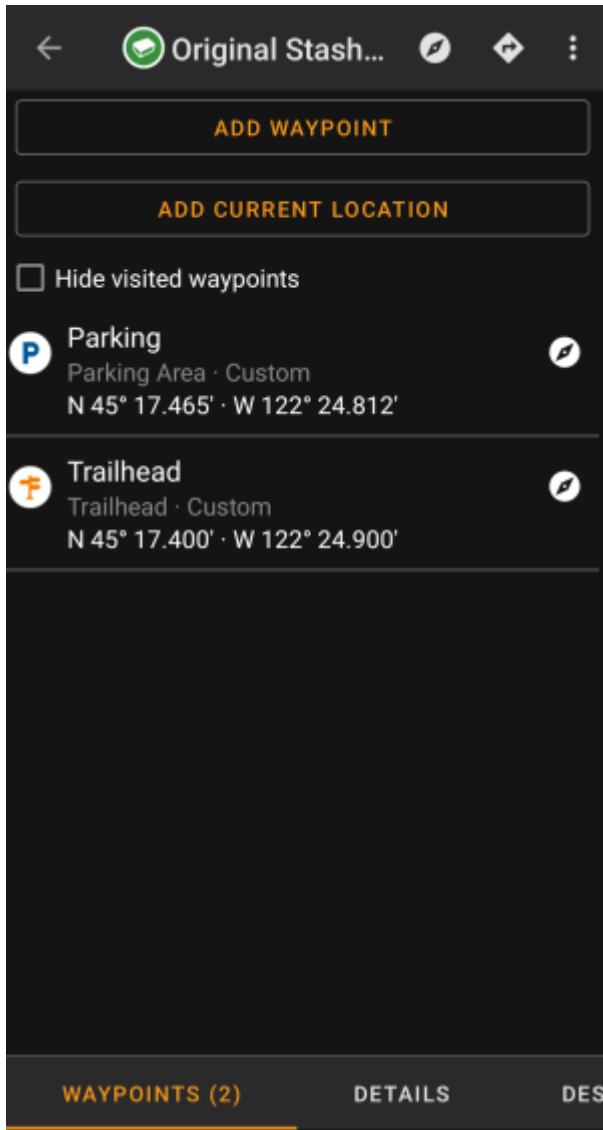 Original Stash...
ADD WAYPOINT
ADD CURRENT LOCATION
Hide visited waypoints
P
Parking
Parking Area · Custom
N 45° 17.465' · W 122° 24.812'
Trailhead
Trailhead · Custom
N 45° 17.400' · W 122° 24.900'
WAYPOINTS (2) DETAILS DES